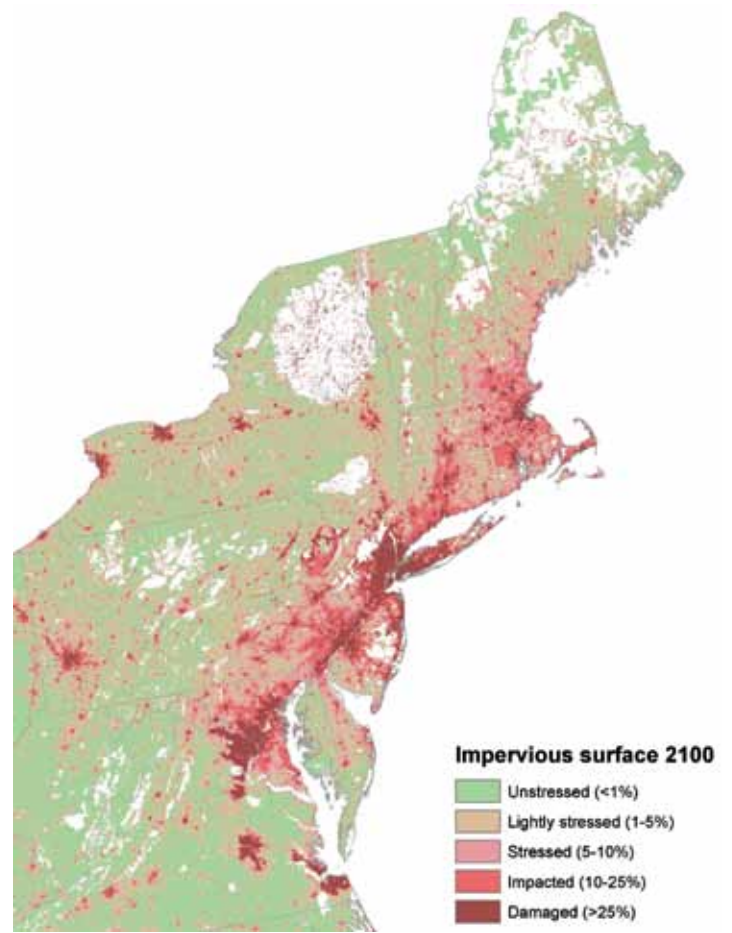 Impervious surface 2100
Unstressed (<1%)
Lightly stressed (1-5%)
Stressed (5-10%)
Impacted (10-25%)
Damaged (>25%)